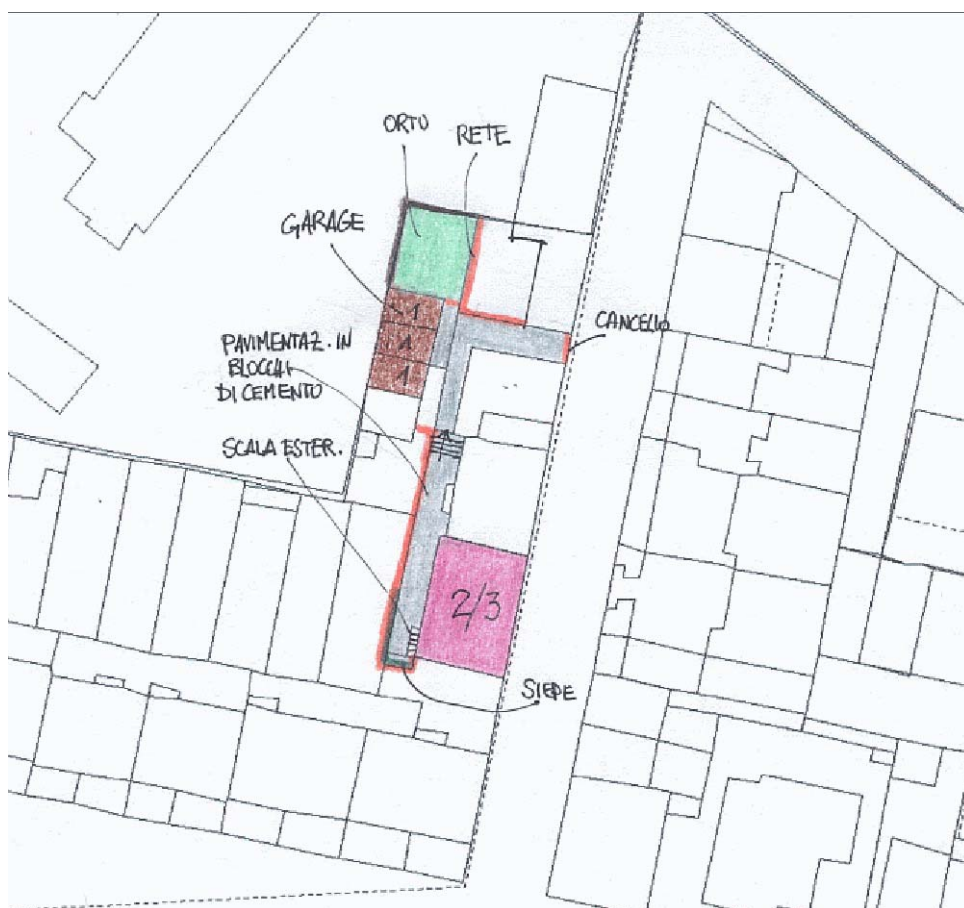 ORTO
RETE
GARAGE
1
1
1
CANCELLO
PAVIMENTAZ. IN
BLOCCHI
DI CEMENTO
SCALA ESTER.
2/3
SIEPE